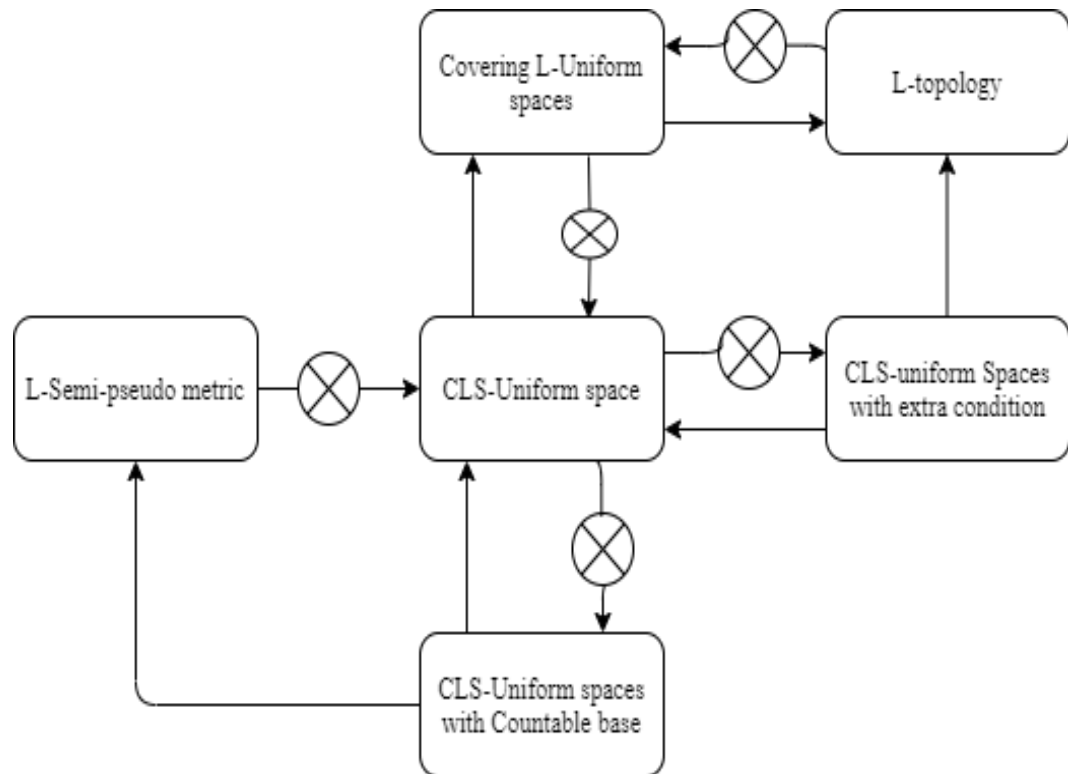 Covering L-Uniform
spaces
L-topology
L-Semi-pseudo metric
CLS-Uniform space
CLS-uniform Spaces
with extra condition
CLS-Uniform spaces
with Countable base